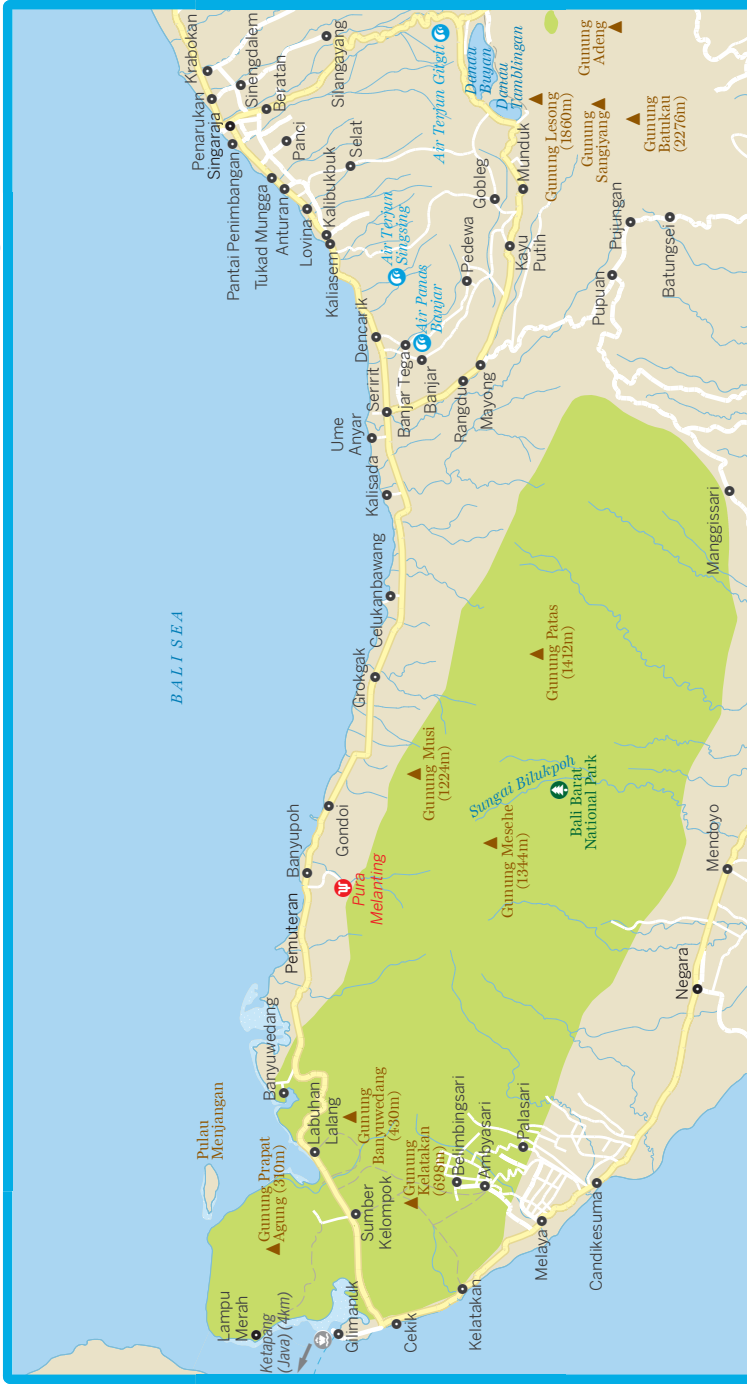 BALI SEA
Pulau
Menjangan
Lampu
Merah
Ketapang
(Java) (4km)
Gilimanuk
Gunung Prapat
Agung (310m)
Cekik
Sumber
Kelompok
Labuhan
Lalang
Banyuwedang
Gunung
Banyuwedang
(430m)
Gunung
Kelatakan
(698m)
Kelatakan
Belimbingsari
Ambyasari
Palasari
Melaya
Candikesuma
Negara
Mendoyo
Pemuteran
Banyupoh
Pura
Melanting
Gondol
Gunung Musi
(1224m)
Gunung Mesehe
(1344m)
Sungai Bilukpoh
Bali Barat
National Park
Gunung Patas
(1412m)
Grokgak
Celukanbawang
Kalisada
Ume
Anyar
Seririt
Dencarik
Banjar Tega
Banjar
Air Panas
Banjar
Air Terjun
Singsing
Rangdu
Mayong
Manggissari
Pedewa
Kayu
Putih
Gobleg
Munduk
Pupuan
Pujungan
Batungsei
Kaliasem
Kalibukbuk
Lovina
Anturan
Tukad Mungga
Pantai Penimbangan
Singaraja
Penarukan
Krabokan
Sinengdalem
Beratan
Panci
Selat
Silangayang
Air Terjun Gitgit
Danau
Buyan
Danau
Tamblingan
Gunung Lesong
(1860m)
Gunung
Sangiyang
Gunung
Adeng
Gunung
Batukau
(2276m)